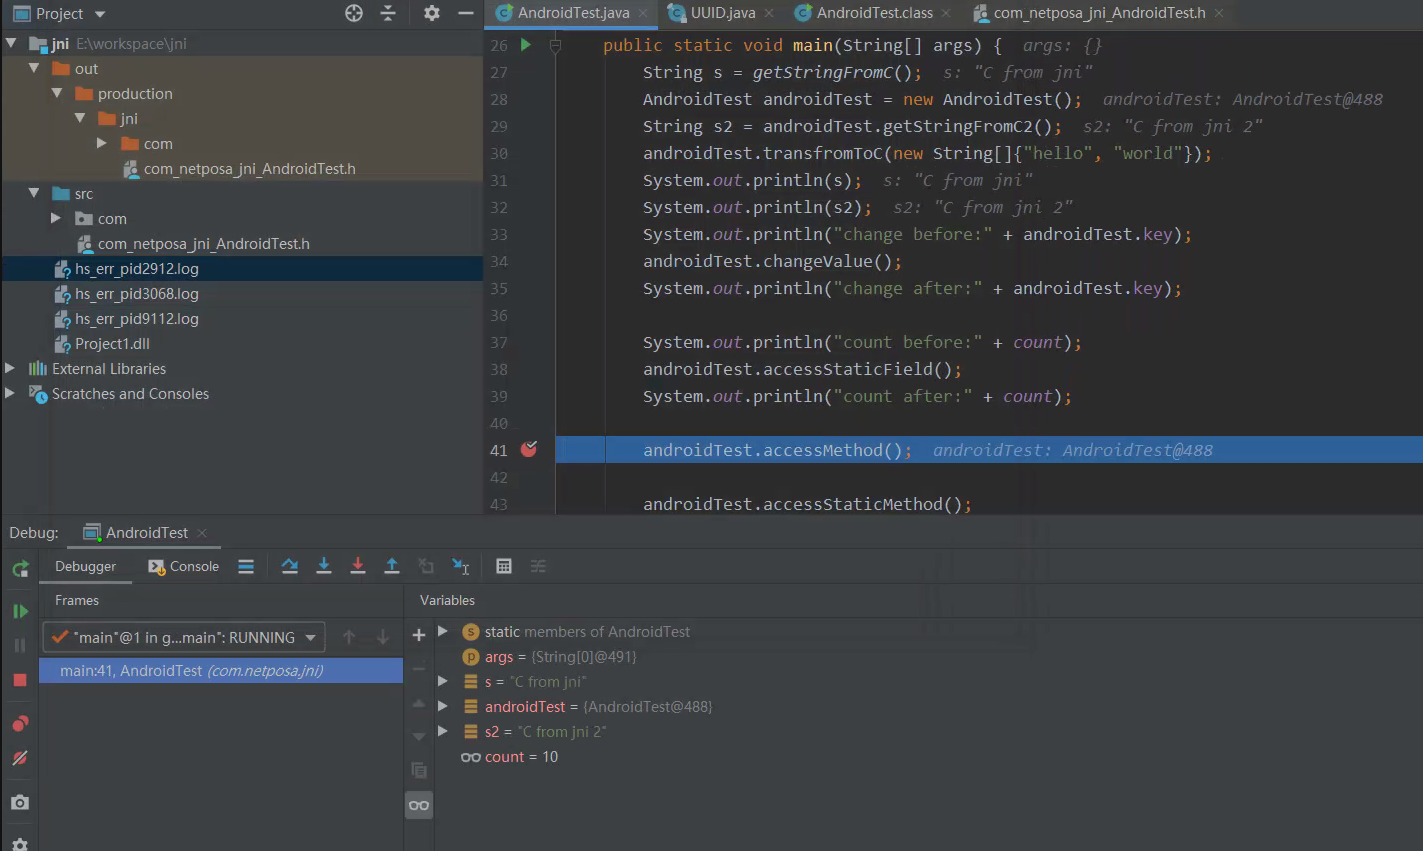 Project
jni E:\workspace\jni
out
production
jni
com
com_netposa_jni_AndroidTest.h
src
com
com_netposa_jni_AndroidTest.h
hs_err_pid2912.log
hs_err_pid3068.log
hs_err_pid9112.log
Project1.dll
External Libraries
Scratches and Consoles
AndroidTest.java UUID.java AndroidTest.class com_netposa_jni_AndroidTest.h
26 public static void main(String[] args) { args: {}
27 String s = getStringFromC(); s: "C from jni"
28 AndroidTest androidTest = new AndroidTest(); androidTest: AndroidTest@488
29 String s2 = androidTest.getStringFromC2(); s2: "C from jni 2"
30 androidTest.transfromToC(new String[]{"hello", "world"});
31 System.out.println(s); s: "C from jni"
32 System.out.println(s2); s2: "C from jni 2"
33 System.out.println("change before:" + androidTest.key);
34 androidTest.changeValue();
35 System.out.println("change after:" + androidTest.key);
36
37 System.out.println("count before:" + count);
38 androidTest.accessStaticField();
39 System.out.println("count after:" + count);
40
41 androidTest.accessMethod(); androidTest: AndroidTest@488
42
43 androidTest.accessStaticMethod();
Debug: AndroidTest
Debugger Console
Frames
"main"@1 in g...main": RUNNING
main:41, AndroidTest (com.netposa.jni)
Variables
static members of AndroidTest
args = {String[0]@491}
s = "C from jni"
androidTest = {AndroidTest@488}
s2 = "C from jni 2"
count = 10